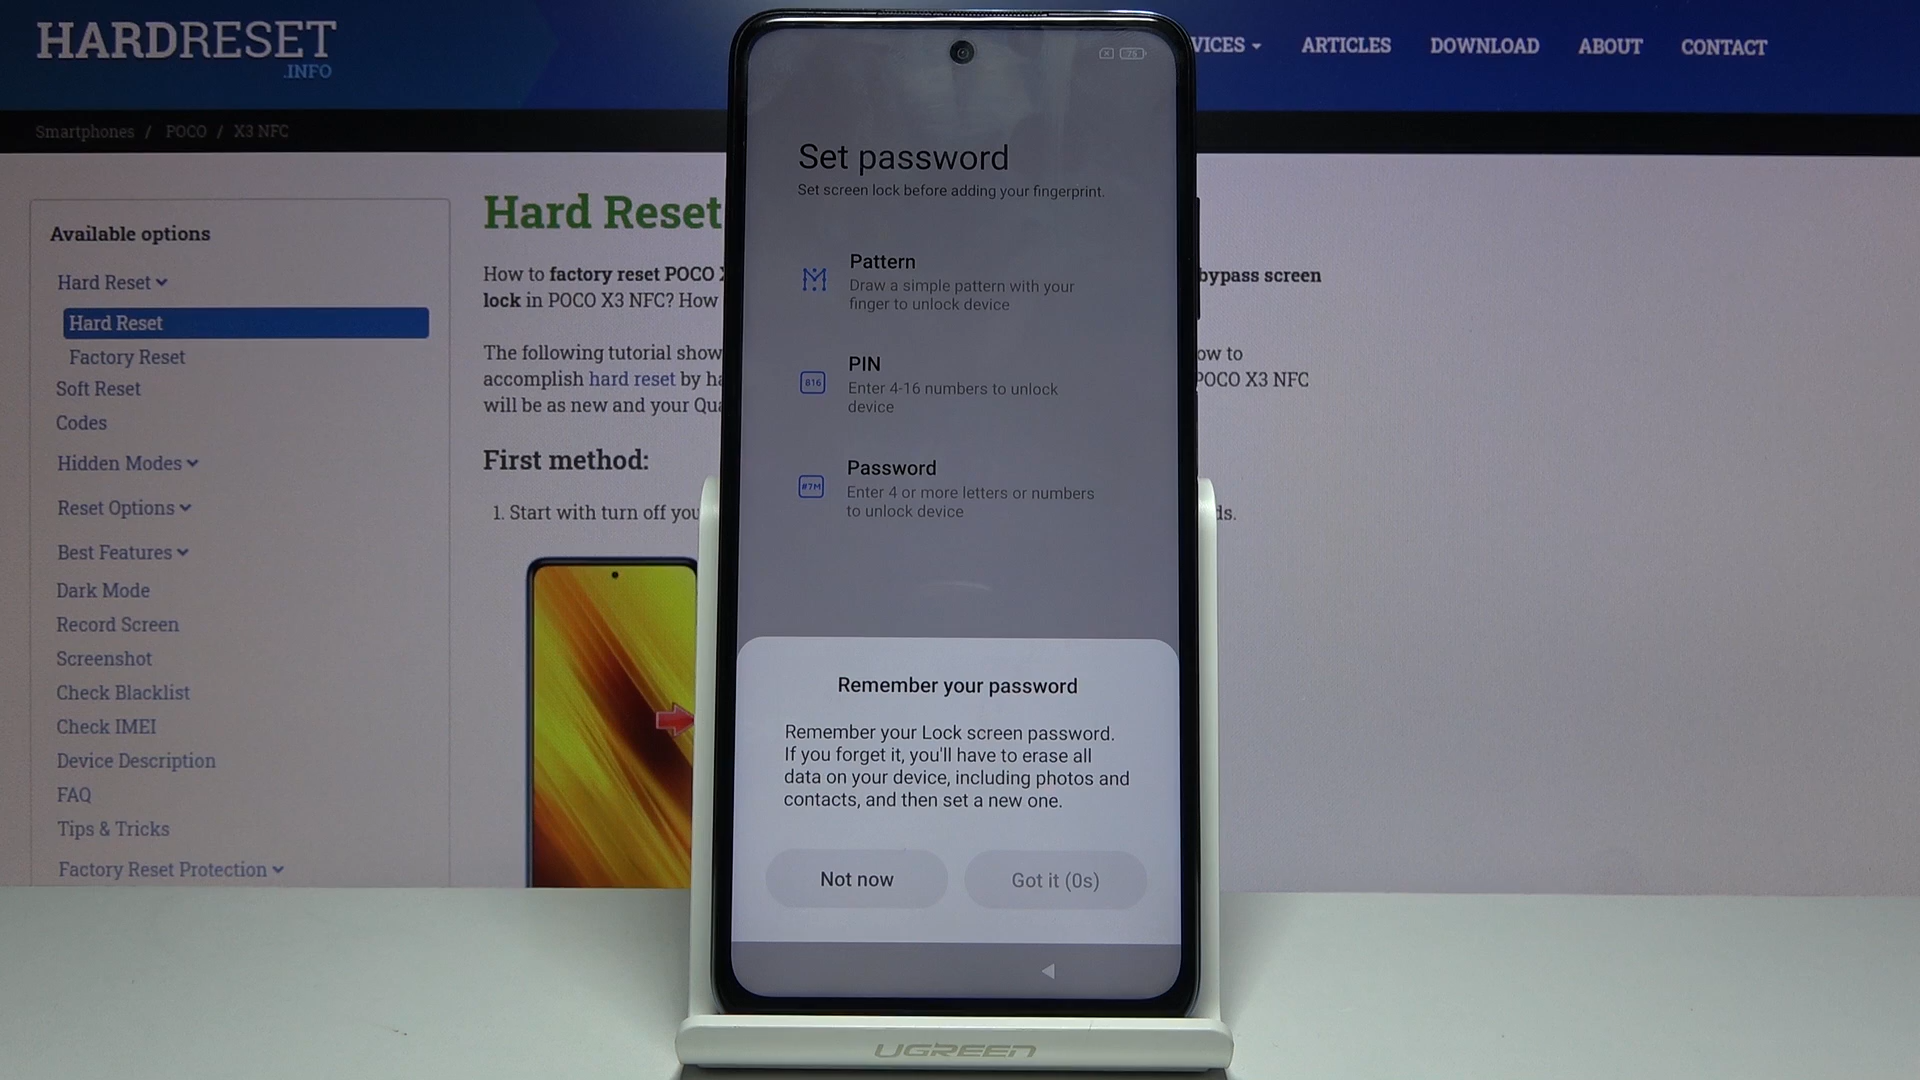 HARDRESET
.INFO
VICES
ARTICLES
DOWNLOAD
ABOUT
CONTACT
Smartphones / POCO / X3 NFC
Available options
Hard Reset
Hard Reset
Factory Reset
Soft Reset
Codes
Hidden Modes
Reset Options
Best Features
Dark Mode
Record Screen
Screenshot
Check Blacklist
Check IMEI
Device Description
FAQ
Tips & Tricks
Factory Reset Protection
Hard Reset
How to factory reset POCO
bypass screen
lock in POCO X3 NFC? How
The following tutorial show
ow to
accomplish hard reset by ha
POCO X3 NFC
will be as new and your Qua
First method:
1. Start with turn off you
ds.
75
Set password
Set screen lock before adding your fingerprint.
Pattern
Draw a simple pattern with your
finger to unlock device
816
PIN
Enter 4-16 numbers to unlock
device
#7M
Password
Enter 4 or more letters or numbers
to unlock device
Remember your password
Remember your Lock screen password.
If you forget it, you'll have to erase all
data on your device, including photos and
contacts, and then set a new one.
Not now
Got it (0s)
UGREEN